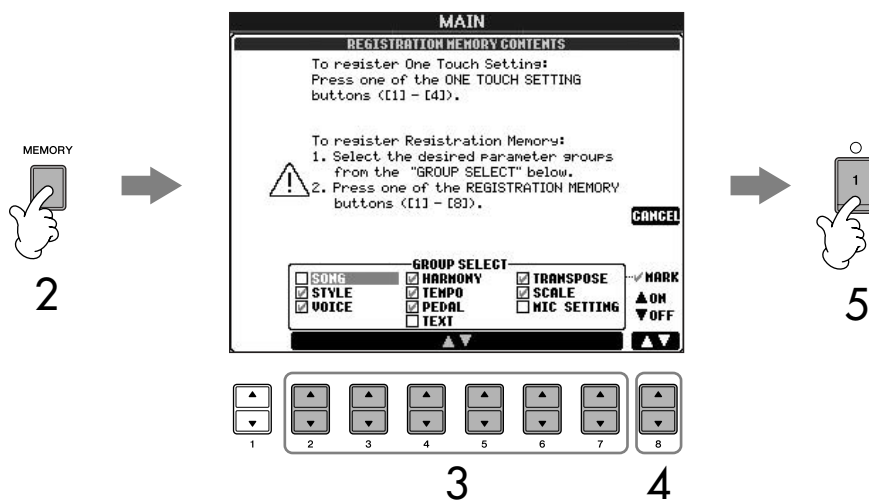 MAIN
REGISTRATION MEMORY CONTENTS
To register One Touch Setting:
Press one of the ONE TOUCH SETTING
buttons ([1] - [4]).
To register Registration Memory:
1. Select the desired parameter groups
from the "GROUP SELECT" below.
2. Press one of the REGISTRATION MEMORY
buttons ([1] - [8]).
CANCEL
GROUP SELECT
SONG HARMONY TRANSPOSE
STYLE TEMPO SCALE
VOICE PEDAL MIC SETTING
TEXT
MARK
ON
OFF
MEMORY
2
1
5
1 2 3 4 5 6 7 8
3 4